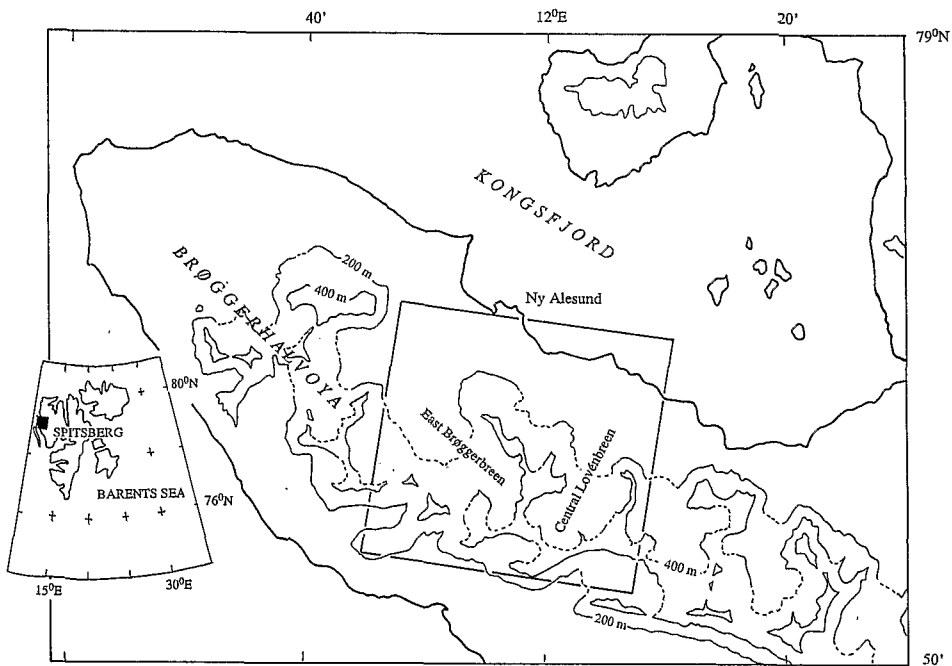 40'
12⁰E
20'
79⁰N
KONGSFJORD
BRØGGERHALVOYA
200 m
400 m
Ny Alesund
East Brøggerbreen
Central Lovénbreen
80⁰N
SPITSBERG
BARENTS SEA
76⁰N
15⁰E
30⁰E
400 m
200 m
50'